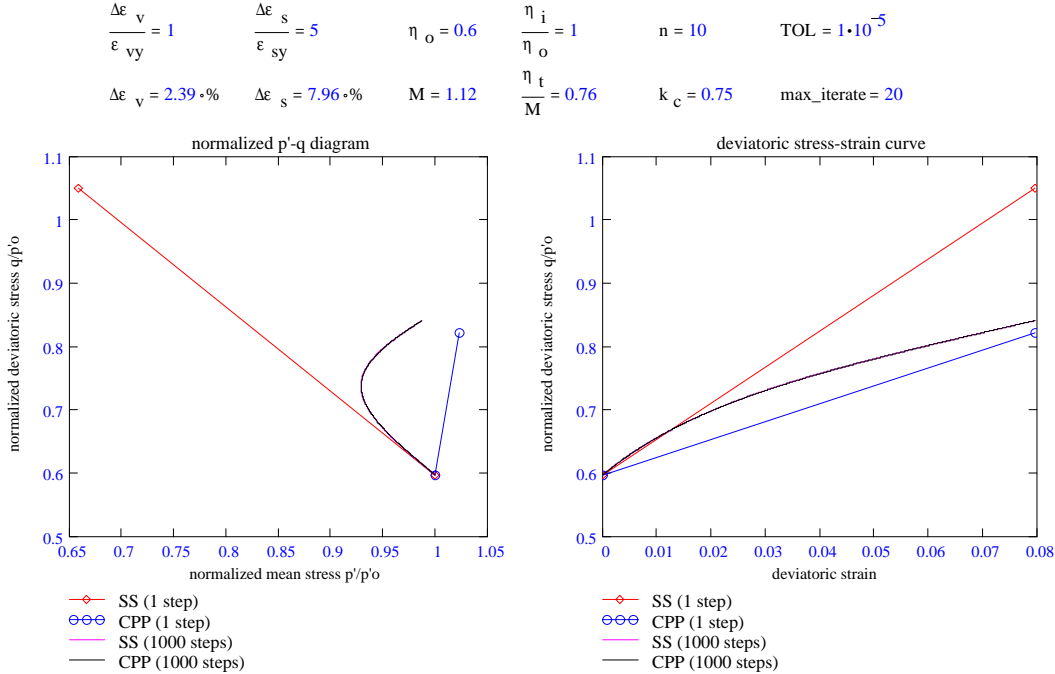 Δε v / ε vy = 1   Δε s / ε sy = 5   η o = 0.6   η i / η o = 1   n = 10   TOL = 1•10^-5
Δε v = 2.39 •%   Δε s = 7.96 •%   M = 1.12   η t / M = 0.76   k c = 0.75   max_iterate = 20
normalized p'-q diagram
normalized deviatoric stress q/p'o
1.1
1
0.9
0.8
0.7
0.6
0.5
0.65 0.7 0.75 0.8 0.85 0.9 0.95 1 1.05
normalized mean stress p'/p'o
SS (1 step)
CPP (1 step)
SS (1000 steps)
CPP (1000 steps)
deviatoric stress-strain curve
normalized deviatoric stress q/p'o
1.1
1
0.9
0.8
0.7
0.6
0.5
0 0.01 0.02 0.03 0.04 0.05 0.06 0.07 0.08
deviatoric strain
SS (1 step)
CPP (1 step)
SS (1000 steps)
CPP (1000 steps)